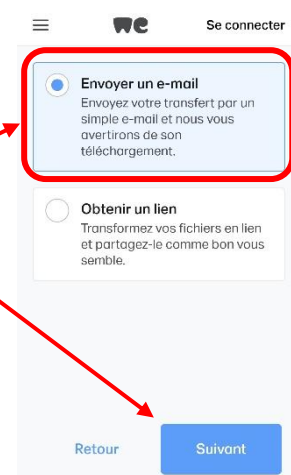 we
Se connecter
Envoyer un e-mail
Envoyez votre transfert par un
simple e-mail et nous vous
avertirons de son
téléchargement.
Obtenir un lien
Transformez vos fichiers en lien
et partagez-le comme bon vous
semble.
Retour
Suivant